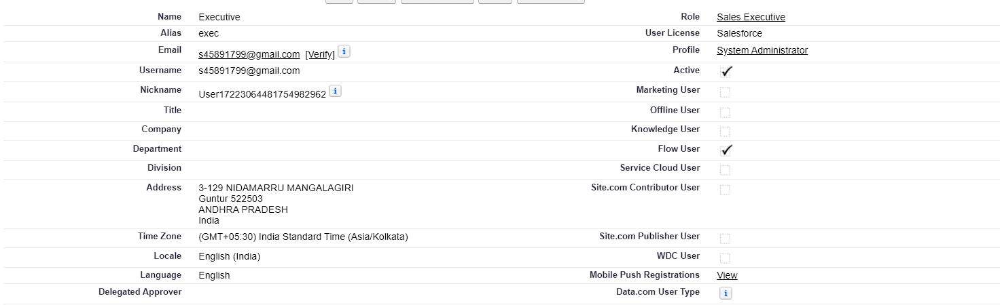 Name Executive Role Sales Executive
Alias exec User License Salesforce
Email s45891799@gmail.com [Verify] i Profile System Administrator
Username s45891799@gmail.com Active
Nickname User17223064481754982962 i Marketing User
Title Offline User
Company Knowledge User
Department Flow User
Division Service Cloud User
Address 3-129 NIDAMARRU MANGALAGIRI Site.com Contributor User
Guntur 522503
ANDHRA PRADESH
India
Time Zone (GMT+05:30) India Standard Time (Asia/Kolkata) Site.com Publisher User
Locale English (India) WDC User
Language English Mobile Push Registrations View
Delegated Approver Data.com User Type i